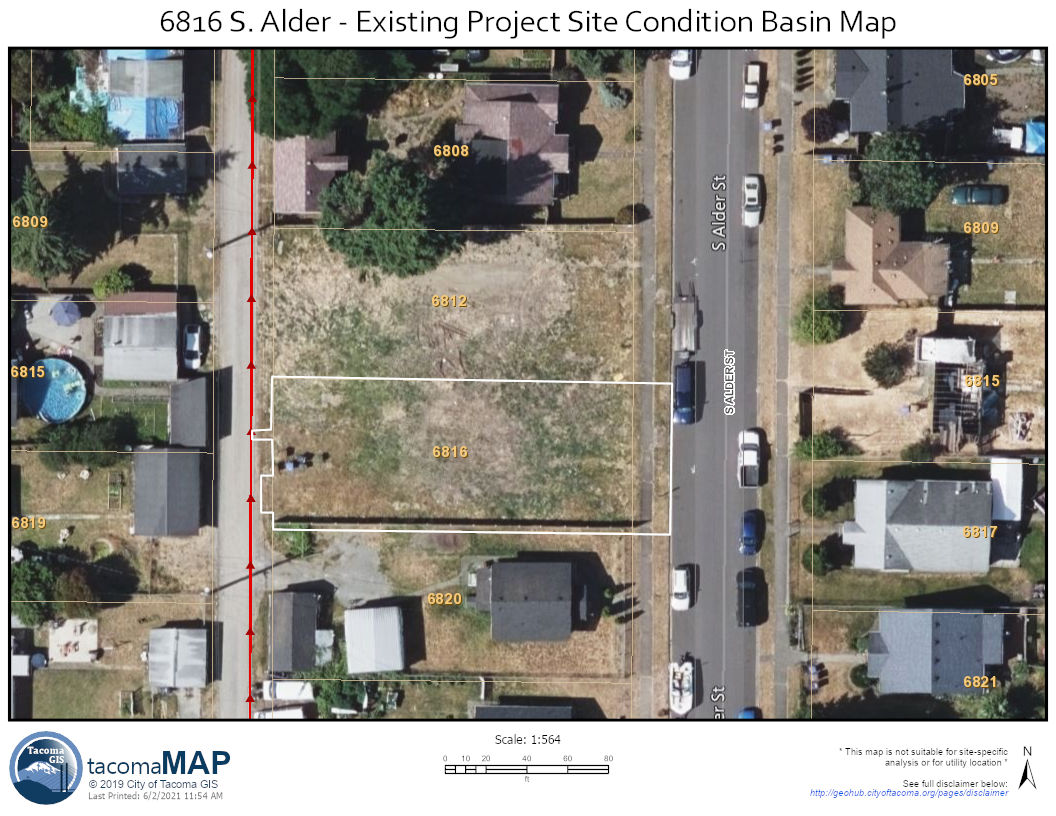 6816 S. Alder - Existing Project Site Condition Basin Map
6805
6808
6809
6809
S Alder St
6812
6815
S ALDER ST
6815
6816
6819
6817
6820
6821
er St
Tacoma
GIS
tacomaMAP
© 2019 City of Tacoma GIS
Last Printed: 6/2/2021 11:54 AM
Scale: 1:564
0 10 20 40 60 80
ft
* This map is not suitable for site-specific
analysis or for utility location *
See full disclaimer below:
http://geohub.cityoftacoma.org/pages/disclaimer
N